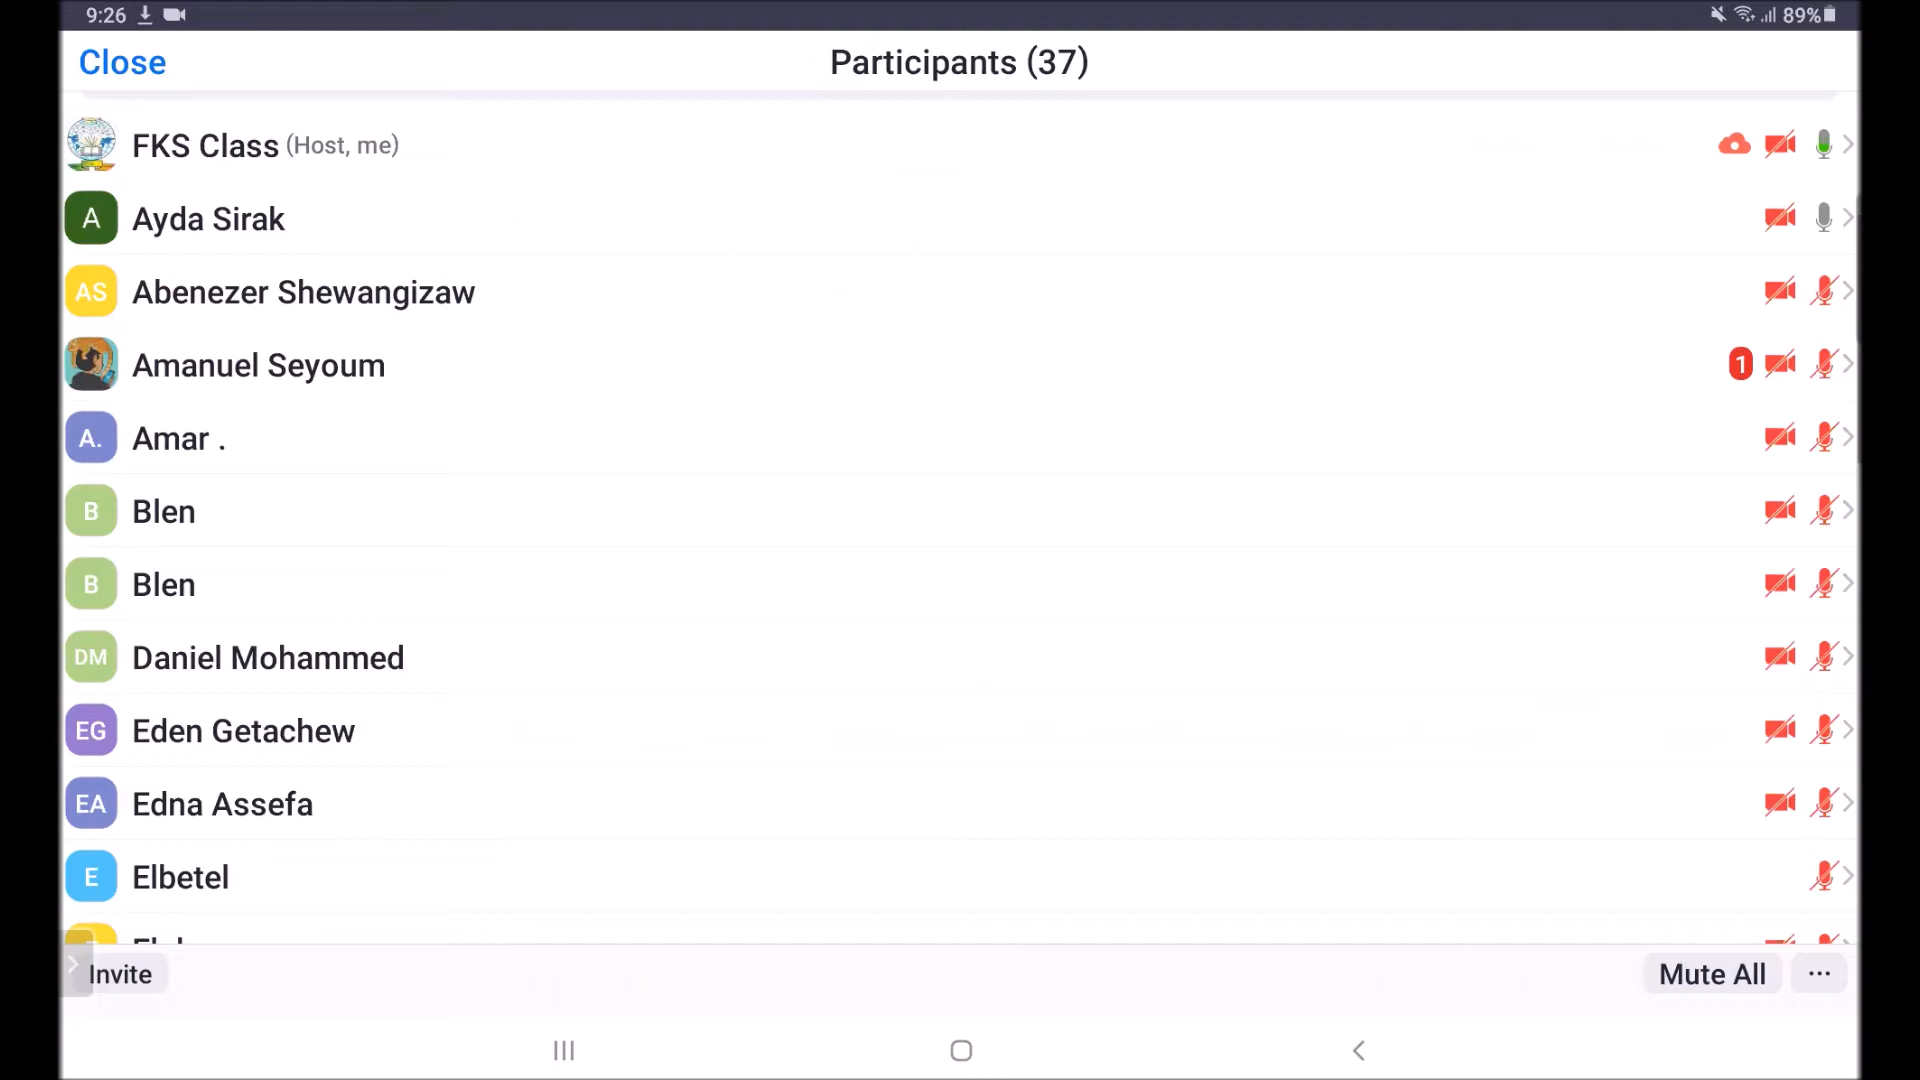 9:26 89%
Close Participants (37)
FKS Class (Host, me)
A Ayda Sirak
AS Abenezer Shewangizaw
Amanuel Seyoum 1
A. Amar .
B Blen
B Blen
DM Daniel Mohammed
EG Eden Getachew
EA Edna Assefa
E Elbetel
Invite Mute All ...